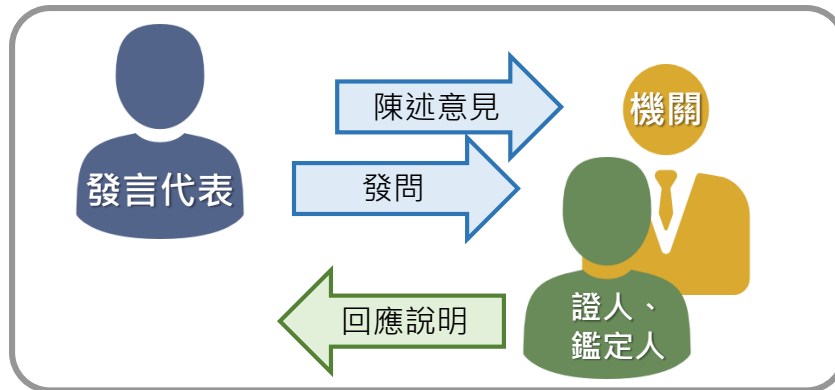 陳述意見
機關
發言代表
發問
回應說明
證人、
鑑定人